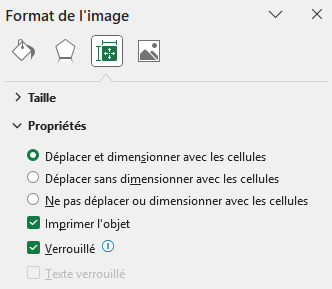 Format de l'image
Taille
Propriétés
Déplacer et dimensionner avec les cellules
Déplacer sans dimensionner avec les cellules
Ne pas déplacer ou dimensionner avec les cellules
Imprimer l'objet
Verrouillé
Texte verrouillé